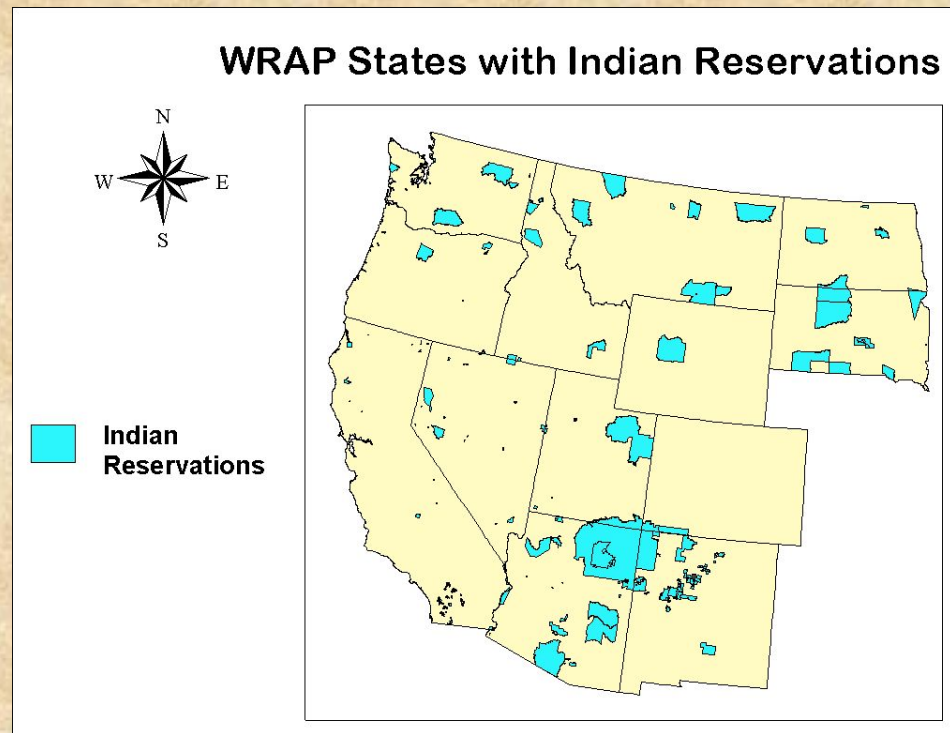 WRAP States with Indian Reservations
N
W E
S
Indian
Reservations